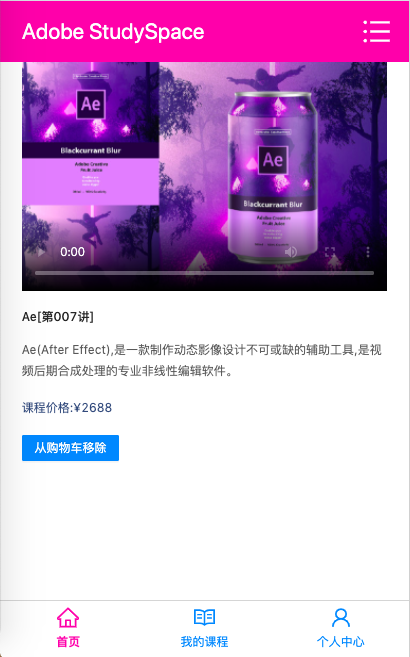 Adobe StudySpace
Ae
Blackcurrant Blur
Adobe Creative
Multi Juice
Ae
Blackcurrant Blur
Adobe Creative
Multi Juice
0:00
Ae[第007讲]
Ae(After Effect),是一款制作动态影像设计不可或缺的辅助工具,是视
频后期合成处理的专业非线性编辑软件。
课程价格:¥2688
从购物车移除
首页
我的课程
个人中心